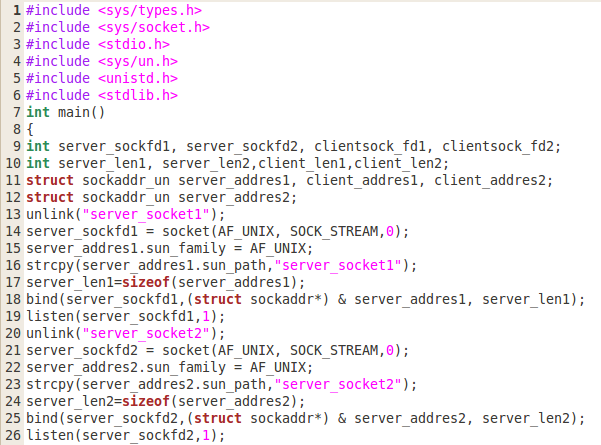 1 #include <sys/types.h>
2 #include <sys/socket.h>
3 #include <stdio.h>
4 #include <sys/un.h>
5 #include <unistd.h>
6 #include <stdlib.h>
7 int main()
8 {
9 int server_sockfd1, server_sockfd2, clientsock_fd1, clientsock_fd2;
10 int server_len1, server_len2,client_len1,client_len2;
11 struct sockaddr_un server_addres1, client_addres1, client_addres2;
12 struct sockaddr_un server_addres2;
13 unlink("server_socket1");
14 server_sockfd1 = socket(AF_UNIX, SOCK_STREAM,0);
15 server_addres1.sun_family = AF_UNIX;
16 strcpy(server_addres1.sun_path,"server_socket1");
17 server_len1=sizeof(server_addres1);
18 bind(server_sockfd1,(struct sockaddr*) & server_addres1, server_len1);
19 listen(server_sockfd1,1);
20 unlink("server_socket2");
21 server_sockfd2 = socket(AF_UNIX, SOCK_STREAM,0);
22 server_addres2.sun_family = AF_UNIX;
23 strcpy(server_addres2.sun_path,"server_socket2");
24 server_len2=sizeof(server_addres2);
25 bind(server_sockfd2,(struct sockaddr*) & server_addres2, server_len2);
26 listen(server_sockfd2,1);